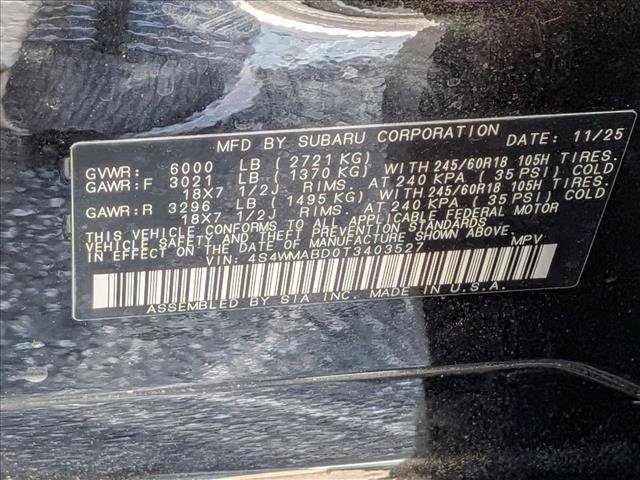 MFD BY SUBARU CORPORATION DATE: 11/25
GVWR: 6000 LB (2721 KG)
GAWR:F 3021 LB (1370 KG) WITH 245/60R18 105H TIRES.
18X7 1/2J RIMS. AT 240 KPA (35 PSI) COLD
GAWR:R 3296 LB (1495 KG) WITH 245/60R18 105H TIRES.
18X7 1/2J RIMS. AT 240 KPA (35 PSI) COLD
THIS VEHICLE CONFORMS TO ALL APPLICABLE FEDERAL MOTOR
VEHICLE SAFETY AND THEFT PREVENTION STANDARDS
IN EFFECT ON THE DATE OF MANUFACTURE SHOWN ABOVE.
VIN: 4S4WMABD0T3403527 MPV
ASSEMBLED BY SIA INC. MADE IN U.S.A.